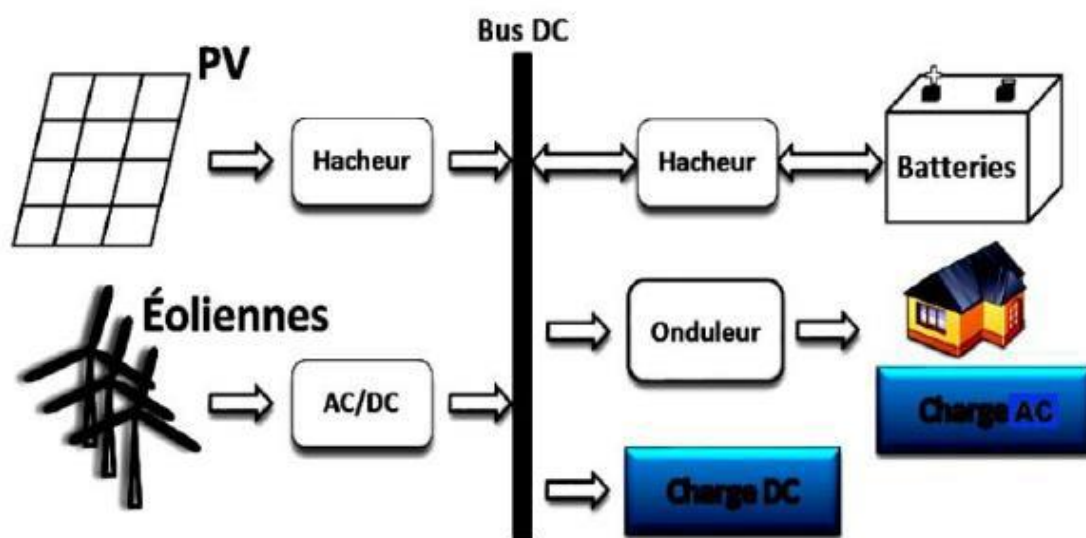 Bus DC
PV
Hacheur
Hacheur
Batteries
Éoliennes
AC/DC
Onduleur
Charge AC
Charge DC